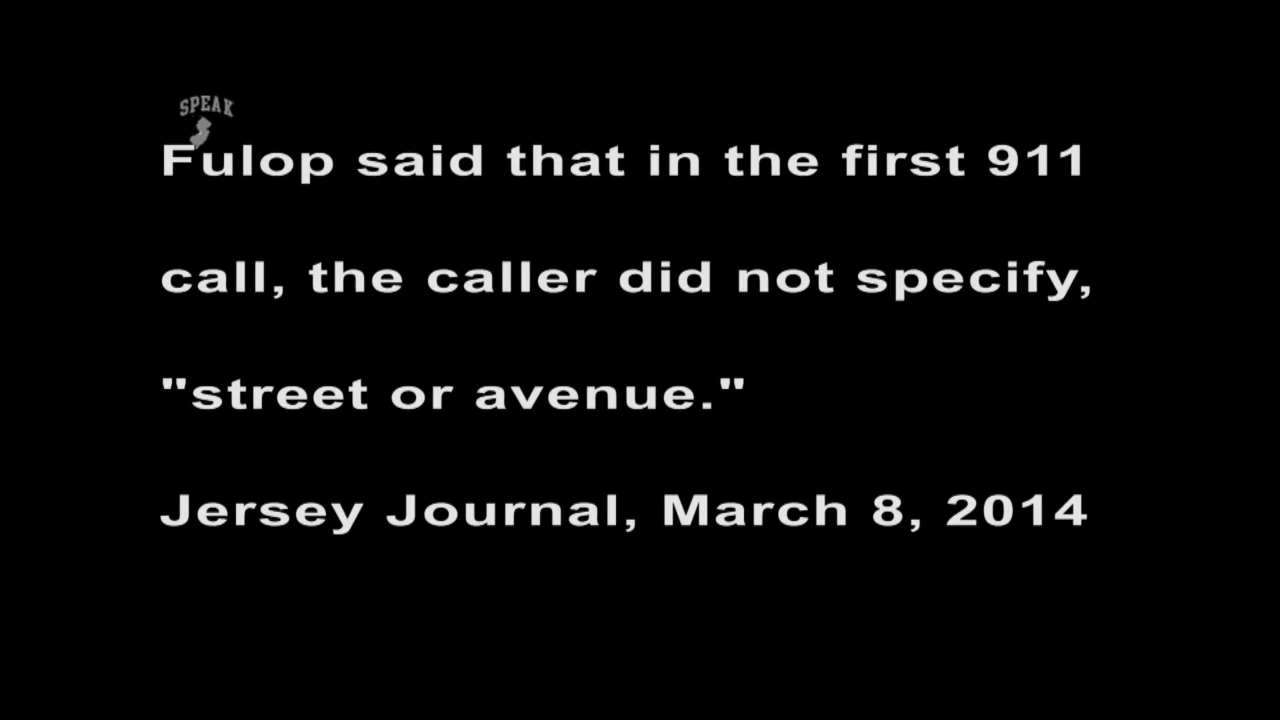 SPEAK
Fulop said that in the first 911
call, the caller did not specify,
"street or avenue."
Jersey Journal, March 8, 2014